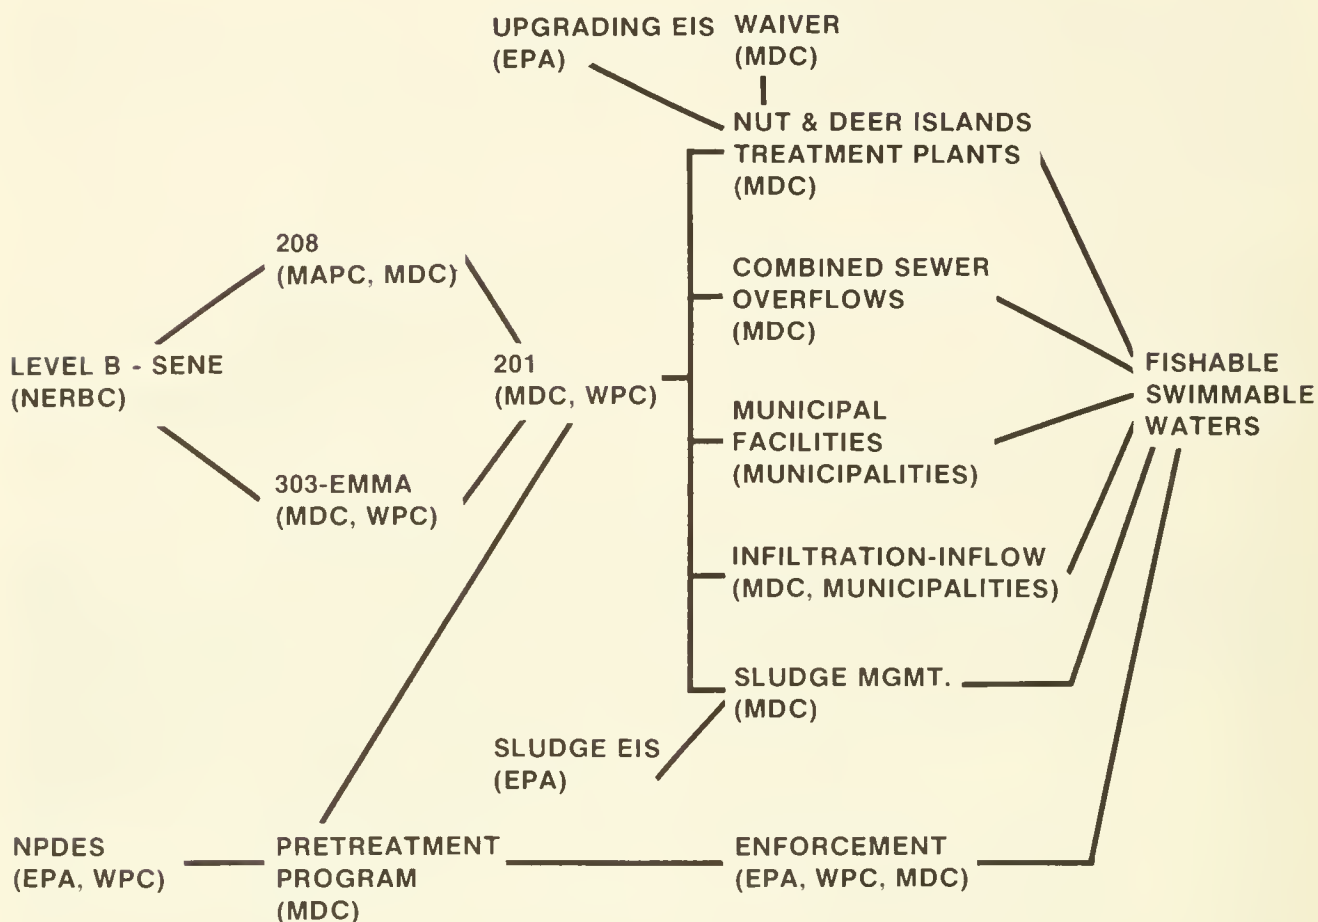 UPGRADING EIS
(EPA)
WAIVER
(MDC)
NUT & DEER ISLANDS
TREATMENT PLANTS
(MDC)
208
(MAPC, MDC)
COMBINED SEWER
OVERFLOWS
(MDC)
LEVEL B - SENE
(NERBC)
201
(MDC, WPC)
FISHABLE
SWIMMABLE
WATERS
MUNICIPAL
FACILITIES
(MUNICIPALITIES)
303-EMMA
(MDC, WPC)
INFILTRATION-INFLOW
(MDC, MUNICIPALITIES)
SLUDGE MGMT.
(MDC)
SLUDGE EIS
(EPA)
NPDES
(EPA, WPC)
PRETREATMENT
PROGRAM
(MDC)
ENFORCEMENT
(EPA, WPC, MDC)